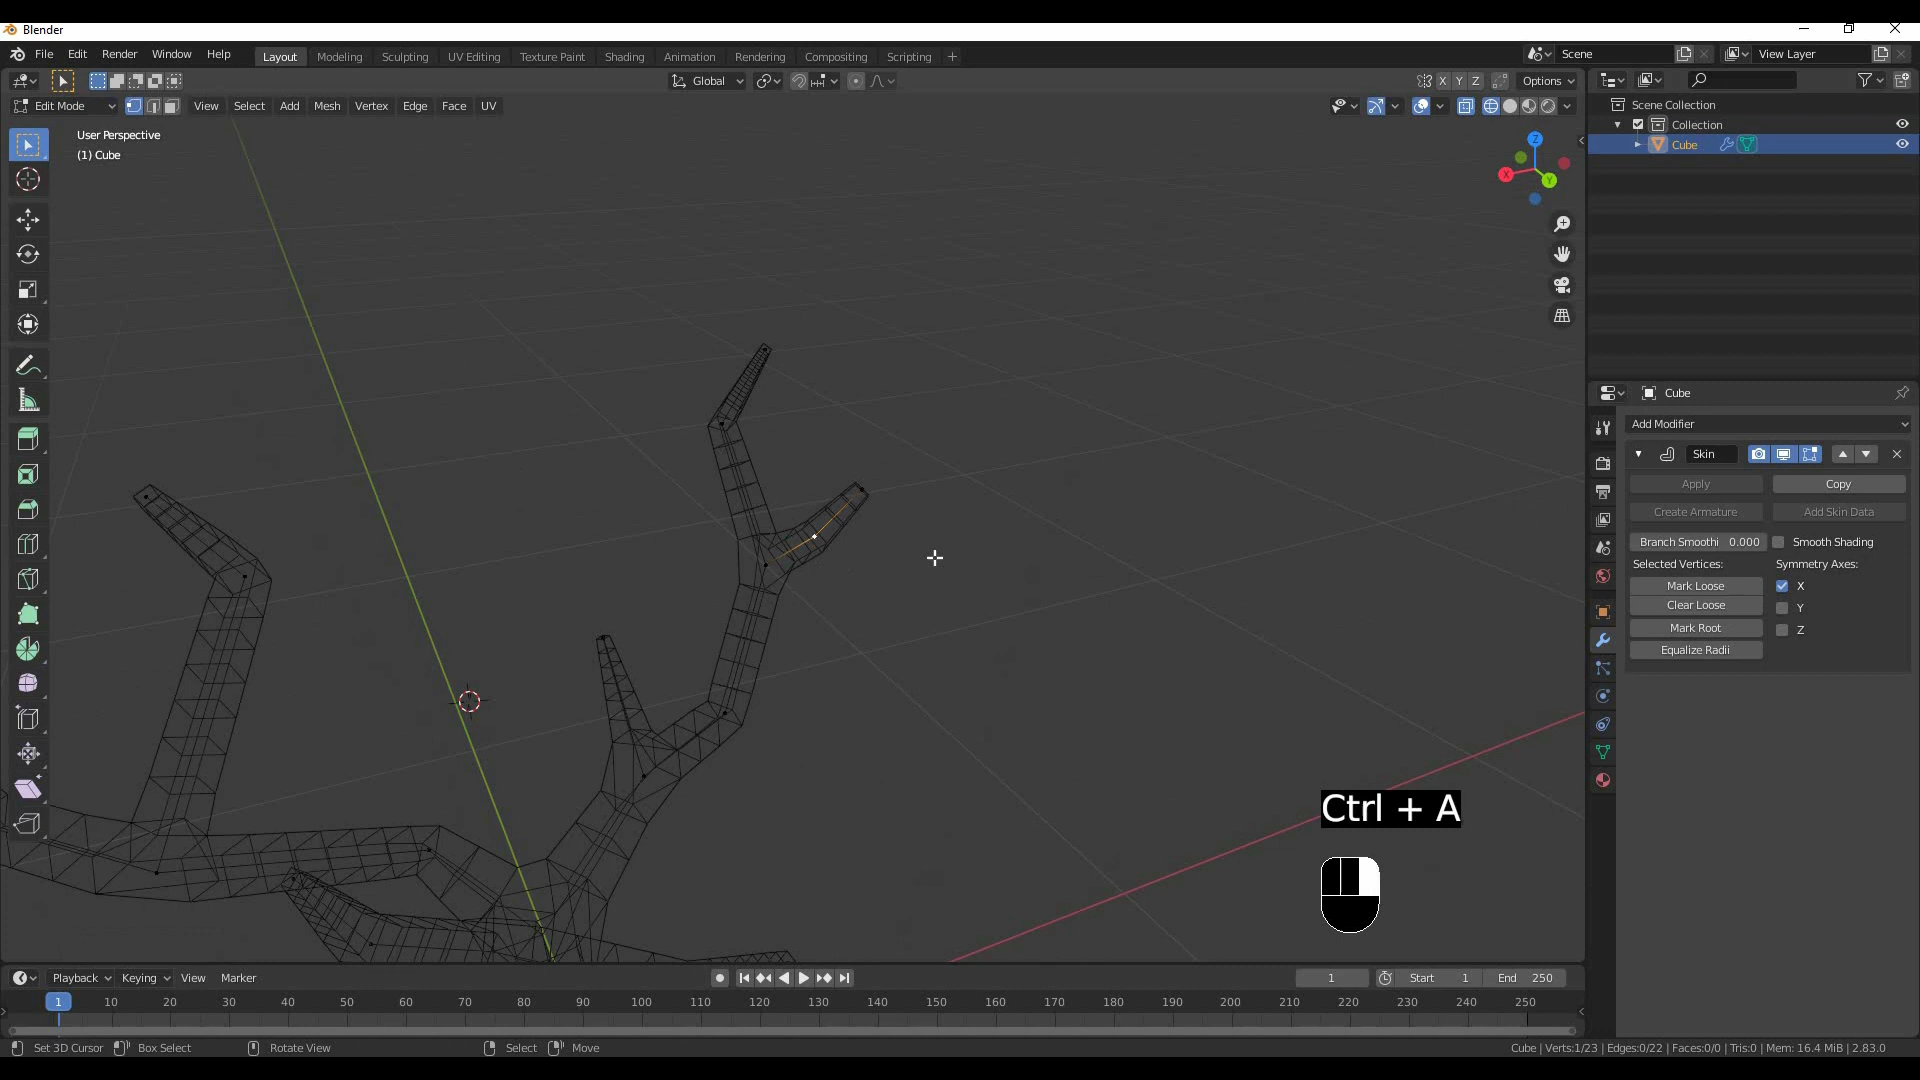 Blender
File Edit Render Window Help
Layout Modeling Sculpting UV Editing Texture Paint Shading Animation Rendering Compositing Scripting +
Scene
View Layer
Global
X Y Z
Options
Edit Mode View Select Add Mesh Vertex Edge Face UV
User Perspective
(1) Cube
Z
X
Y
Scene Collection
Collection
Cube
Cube
Add Modifier
Skin
Apply Copy
Create Armature Add Skin Data
Branch Smoothi 0.000 Smooth Shading
Selected Vertices: Symmetry Axes:
Mark Loose X
Clear Loose Y
Mark Root Z
Equalize Radii
Ctrl + A
Playback Keying View Marker
1 Start 1 End 250
1 10 20 30 40 50 60 70 80 90 100 110 120 130 140 150 160 170 180 190 200 210 220 230 240 250
Set 3D Cursor Box Select Rotate View Select Move
Cube | Verts:1/23 | Edges:0/22 | Faces:0/0 | Tris:0 | Mem: 16.4 MiB | 2.83.0